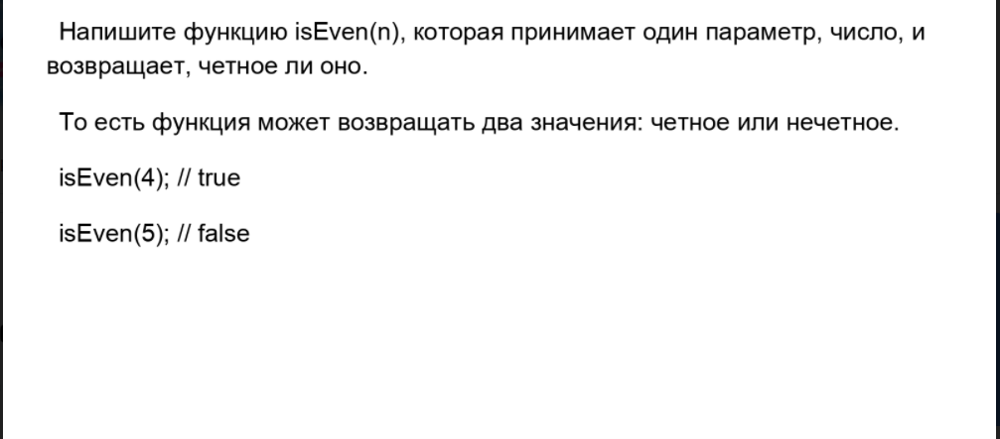 Напишите функцию isEven(n), которая принимает один параметр, число, и
возвращает, четное ли оно.
То есть функция может возвращать два значения: четное или нечетное.
isEven(4); // true
isEven(5); // false